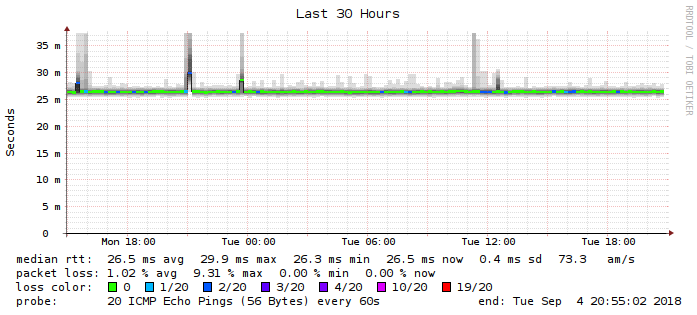 Last 30 Hours
RRDTOOL / TOBI OETIKER
Seconds
35 m
30 m
25 m
20 m
15 m
10 m
5 m
0
Mon 18:00 Tue 00:00 Tue 06:00 Tue 12:00 Tue 18:00
median rtt: 26.5 ms avg 29.9 ms max 26.3 ms min 26.5 ms now 0.4 ms sd 73.3 am/s
packet loss: 1.02 % avg 9.31 % max 0.00 % min 0.00 % now
loss color: 0 1/20 2/20 3/20 4/20 10/20 19/20
probe: 20 ICMP Echo Pings (56 Bytes) every 60s end: Tue Sep 4 20:55:02 2018